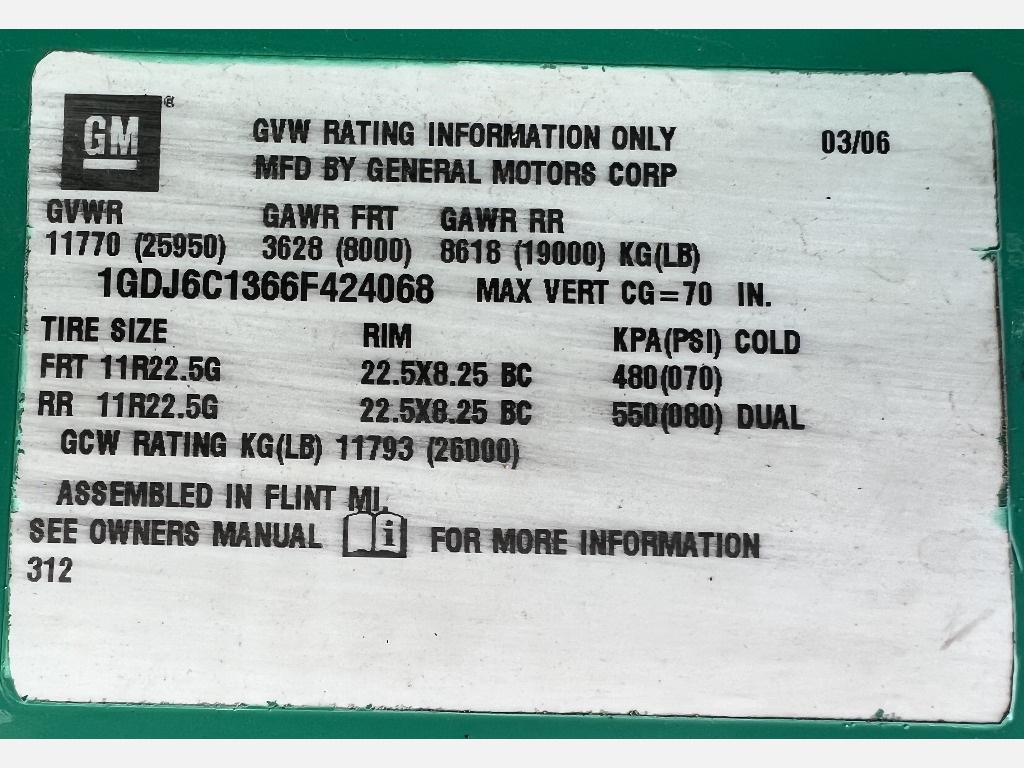 GM ®
GVW RATING INFORMATION ONLY 03/06
MFD BY GENERAL MOTORS CORP
GVWR GAWR FRT GAWR RR
11770 (25950) 3628 (8000) 8618 (19000) KG(LB)
1GDJ6C1366F424068 MAX VERT CG=70 IN.
TIRE SIZE RIM KPA(PSI) COLD
FRT 11R22.5G 22.5X8.25 BC 480(070)
RR 11R22.5G 22.5X8.25 BC 550(080) DUAL
GCW RATING KG(LB) 11793 (26000)
ASSEMBLED IN FLINT MI.
SEE OWNERS MANUAL i FOR MORE INFORMATION
312